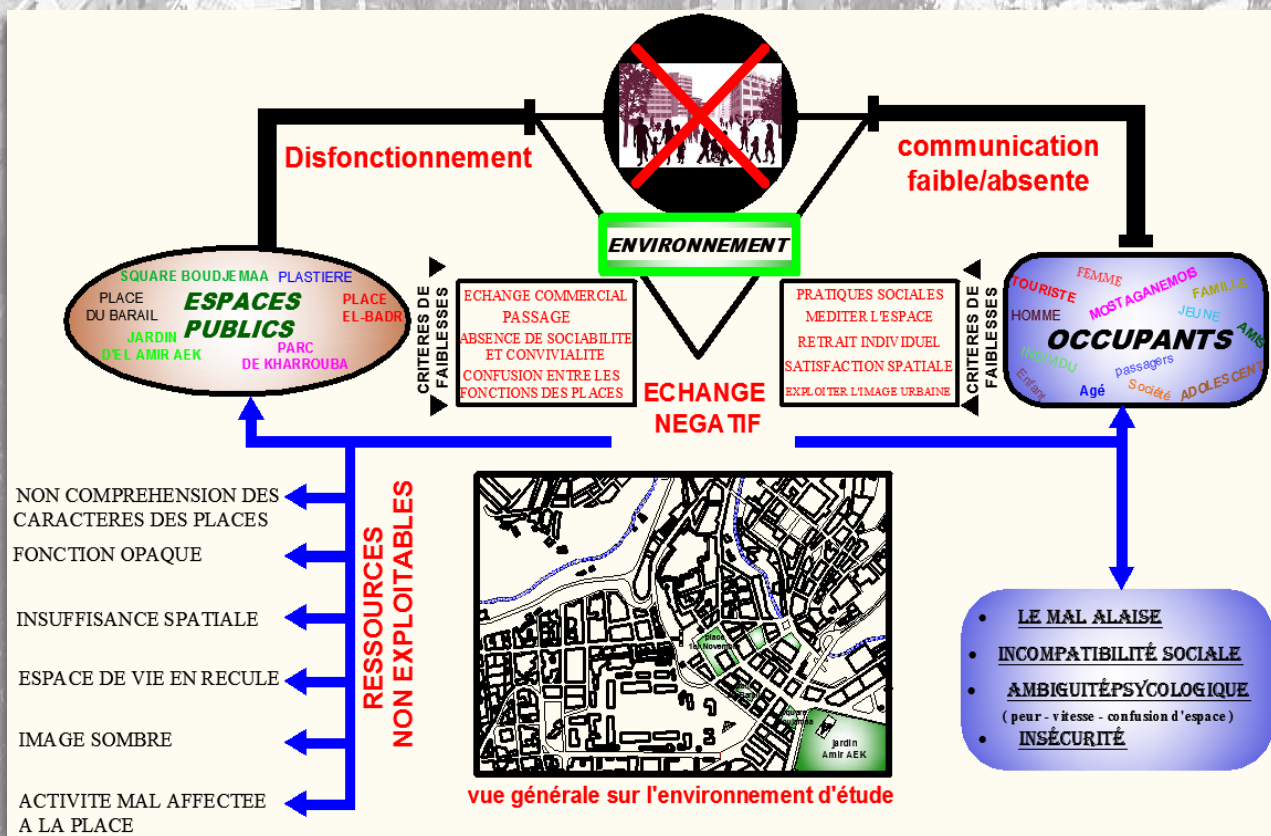 Disfonctionnement
communication
faible/absente
ENVIRONNEMENT
SQUARE BOUDJEMAA
PLASTIERE
PLACE
DU BARAIL
ESPACES
PUBLICS
PLACE
EL-BADR
JARDIN
D'EL AMIR AEK
PARC
DE KHARROUBA
CRITERES DE
FAIBLESSES
ECHANGE COMMERCIAL
PASSAGE
ABSENCE DE SOCIABILITE
ET CONVIVIALITE
CONFUSION ENTRE LES
FONCTIONS DES PLACES
PRATIQUES SOCIALES
MEDITER L'ESPACE
RETRAIT INDIVIDUEL
SATISFACTION SPATIALE
EXPLOITER L'IMAGE URBAINE
CRITERES DE
FAIBLESSES
TOURISTE
FEMME
MOSTAGANEMOIS
FAMILLE
HOMME
JEUNE
AMIS
OCCUPANTS
INDIVIDU
passagers
Enfant
Agé
Société
ADOLESCENT
ECHANGE
NEGATIF
RESSOURCES
NON EXPLOITABLES
NON COMPREHENSION DES
CARACTERES DES PLACES
FONCTION OPAQUE
INSUFFISANCE SPATIALE
ESPACE DE VIE EN RECULE
IMAGE SOMBRE
ACTIVITE MAL AFFECTEE
A LA PLACE
place
1er Novembre
square
jardin
Amir AEK
vue générale sur l'environnement d'étude
• LE MAL ALAISE
• INCOMPATIBILITÉ SOCIALE
• AMBIGUITÉPSYCOLOGIQUE
( peur - vitesse - confusion d'espace )
• INSÉCURITÉ